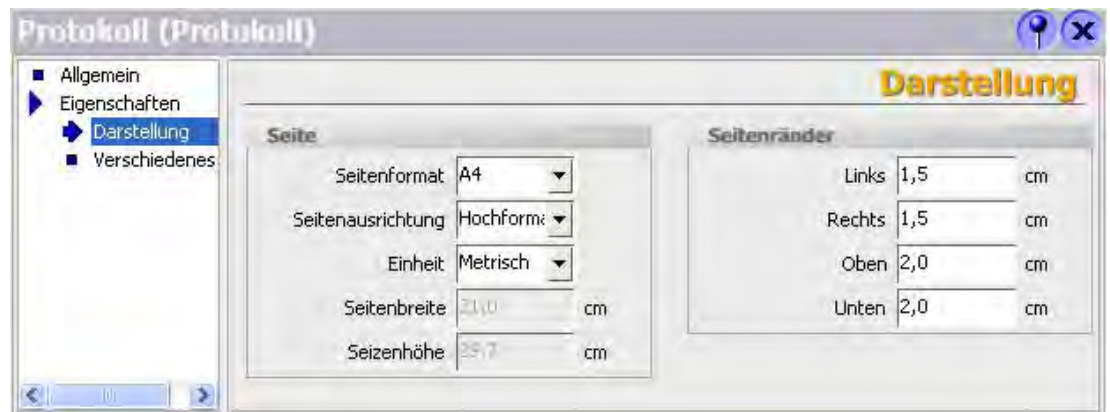 Protokoll (Protokoll)
Allgemein
Eigenschaften
Darstellung
Verschiedenes
Darstellung
Seite
Seitenformat A4
Seitenausrichtung Hochforma
Einheit Metrisch
Seitenbreite 21,0 cm
Seizenhöhe 29,7 cm
Seitenränder
Links 1,5 cm
Rechts 1,5 cm
Oben 2,0 cm
Unten 2,0 cm